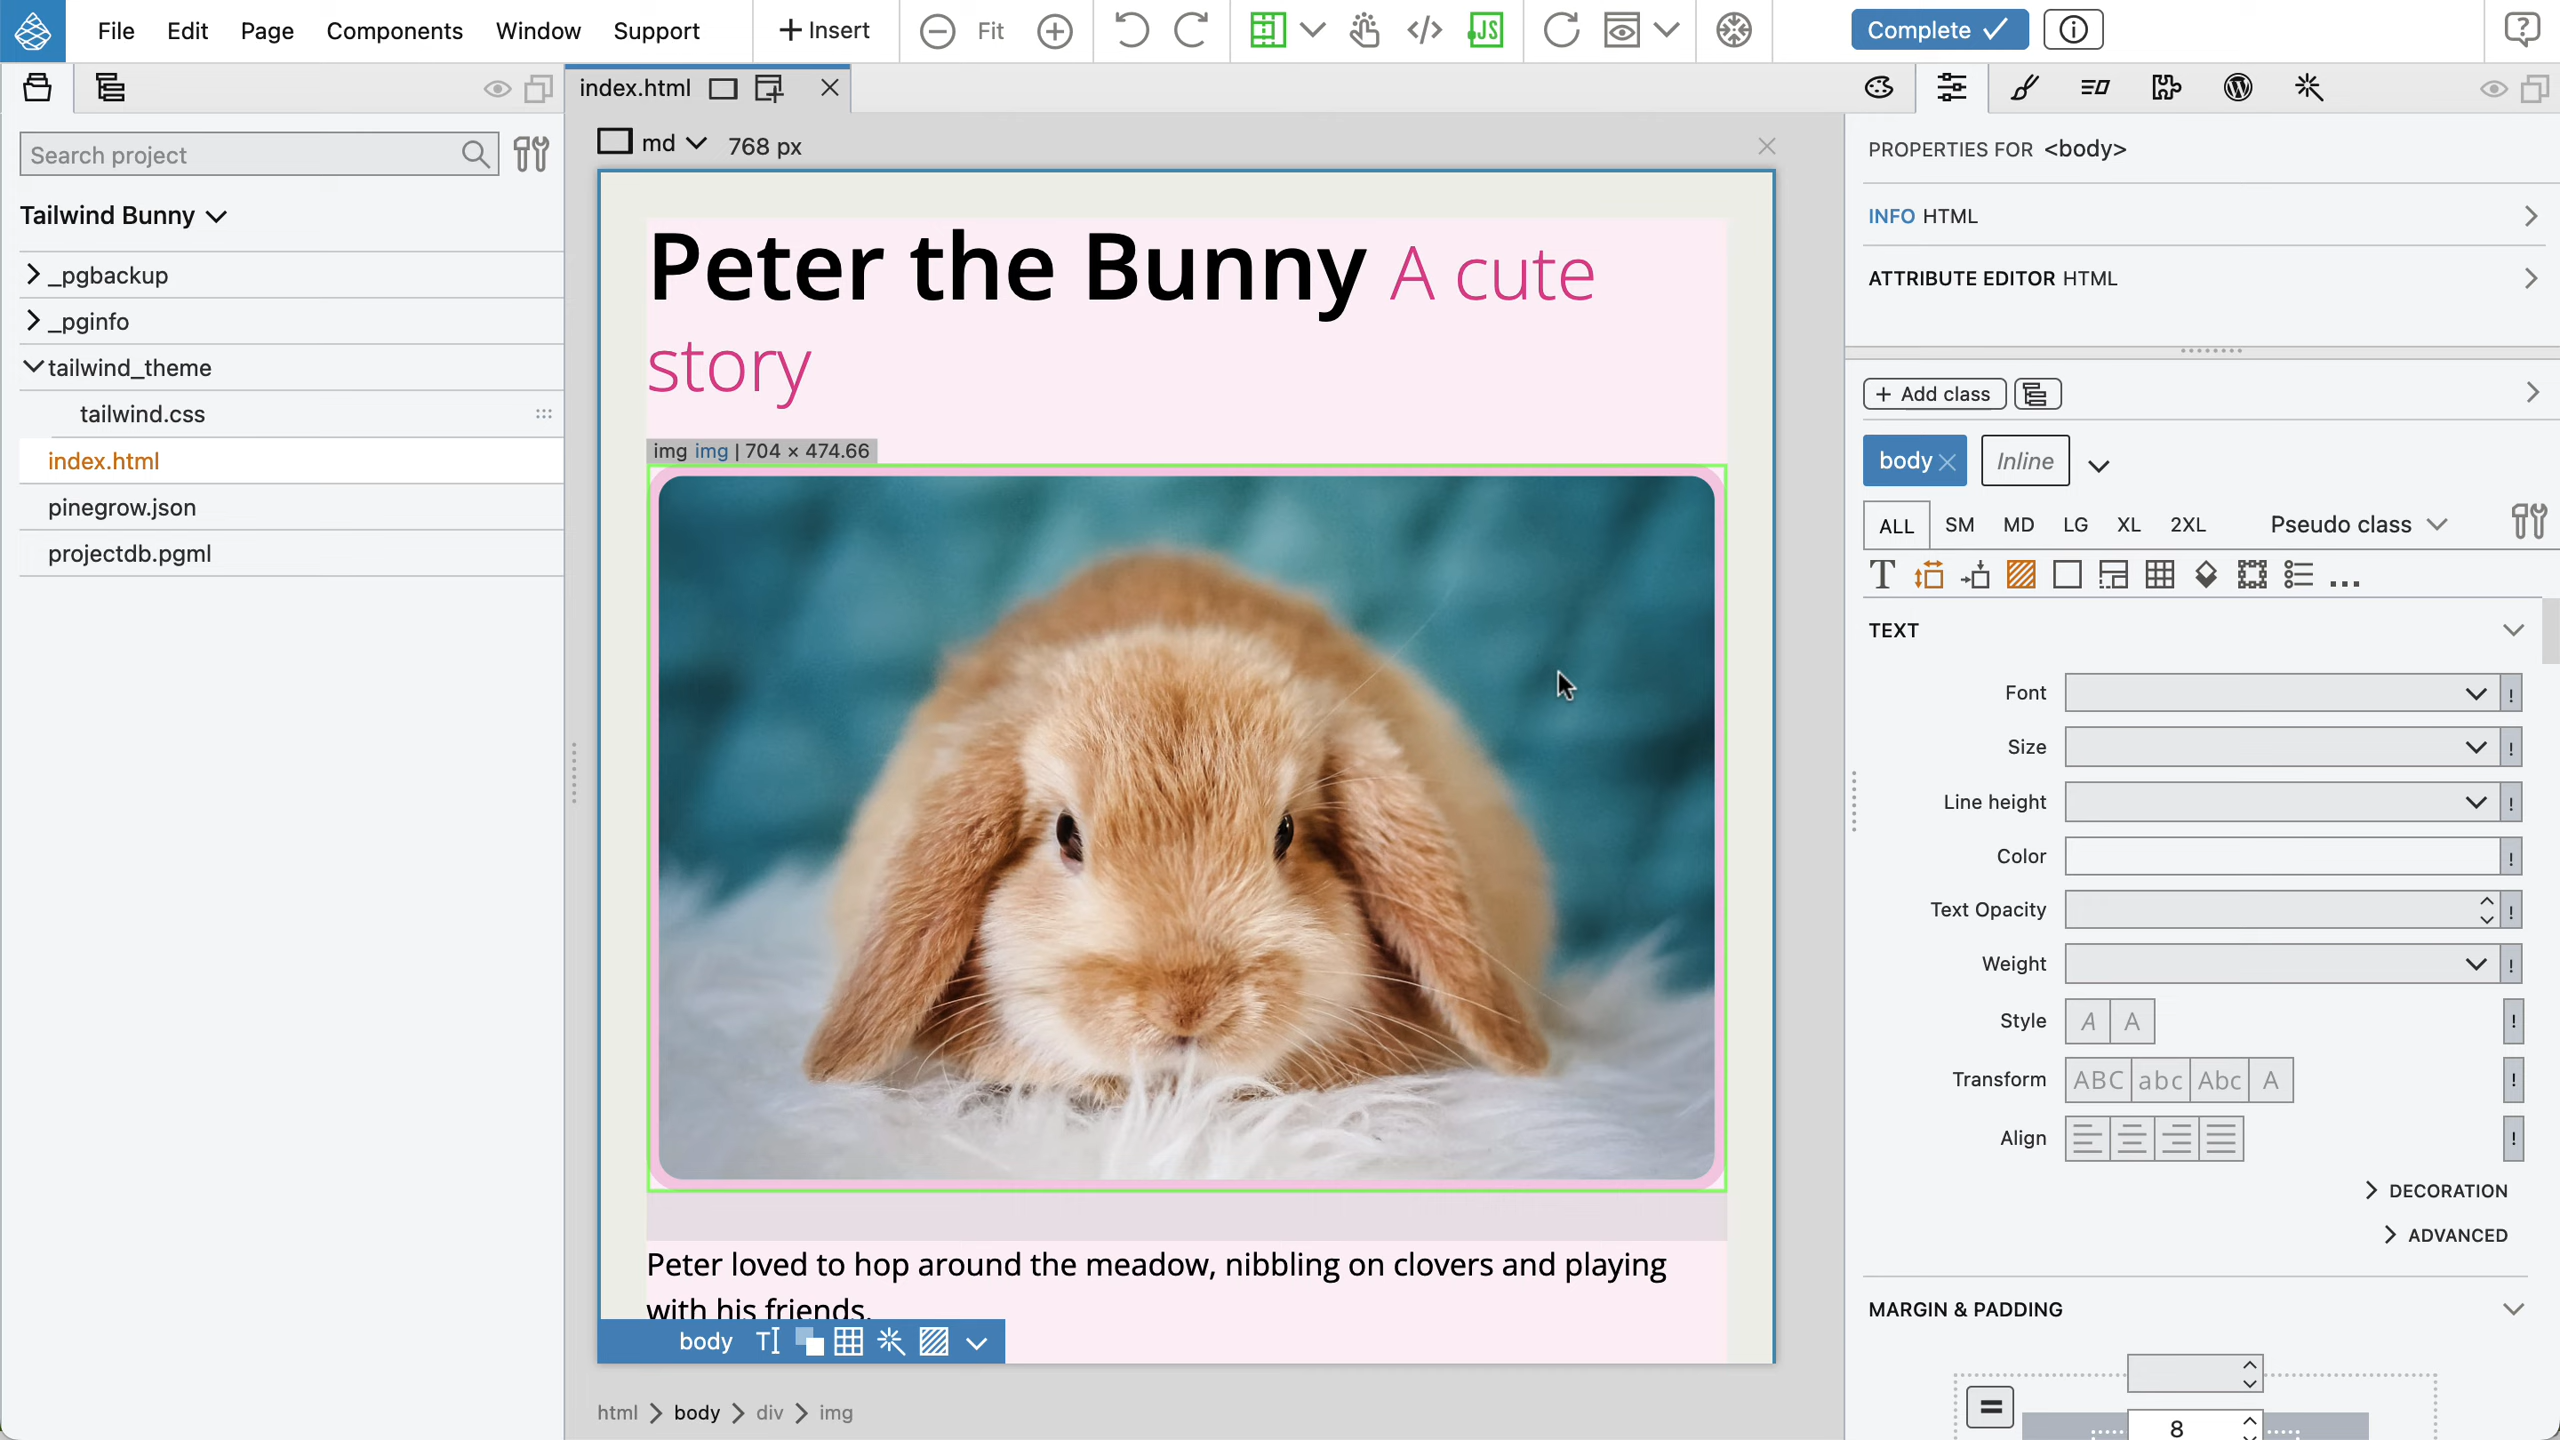 File Edit Page Components Window Support + Insert Fit JS Complete
index.html
Search project
md 768 px
PROPERTIES FOR <body>
Tailwind Bunny
INFO HTML
_pgbackup
ATTRIBUTE EDITOR HTML
_pginfo
tailwind_theme
tailwind.css
index.html
pinegrow.json
projectdb.pgml
Peter the Bunny A cute
story
img img | 704 × 474.66
Peter loved to hop around the meadow, nibbling on clovers and playing
with his friends.
body
html > body > div > img
+ Add class
body Inline
ALL SM MD LG XL 2XL Pseudo class
TEXT
Font !
Size !
Line height !
Color !
Text Opacity !
Weight !
Style A A !
Transform ABC abc Abc A !
Align !
DECORATION
ADVANCED
MARGIN & PADDING
=
8